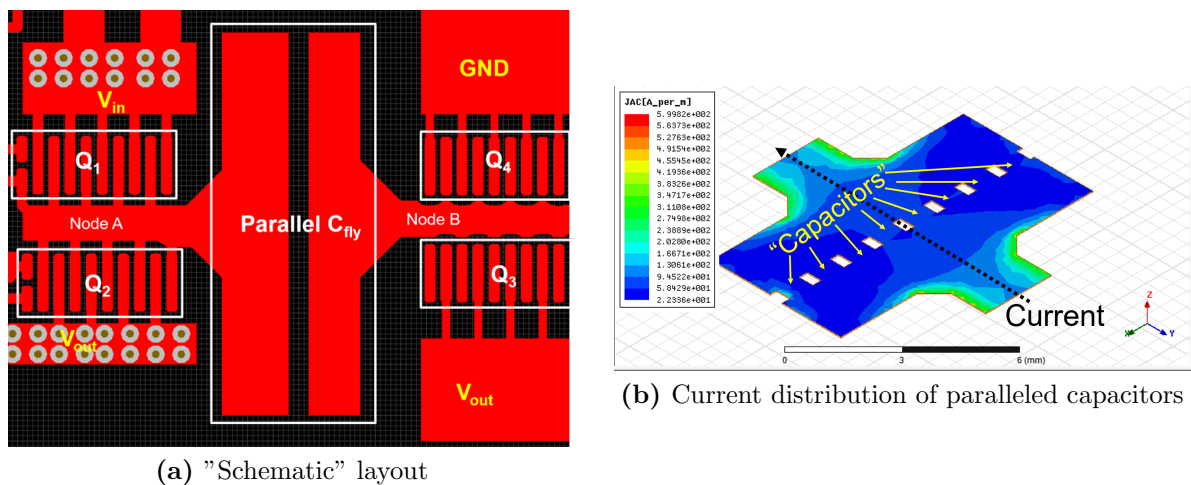 V_in
Q_1
Node A
Q_2
V_out
Parallel C_fly
GND
Q_4
Node B
Q_3
V_out
(a) "Schematic" layout
JAC[A_per_m]
5.9982e+002
5.6373e+002
5.2763e+002
4.9154e+002
4.5545e+002
4.1936e+002
3.8326e+002
3.4717e+002
3.1108e+002
2.7498e+002
2.3889e+002
2.0280e+002
1.6671e+002
1.3061e+002
9.4522e+001
5.8429e+001
2.2336e+001
"Capacitors"
Current
Z
X
Y
0 3 6 (mm)
(b) Current distribution of paralleled capacitors